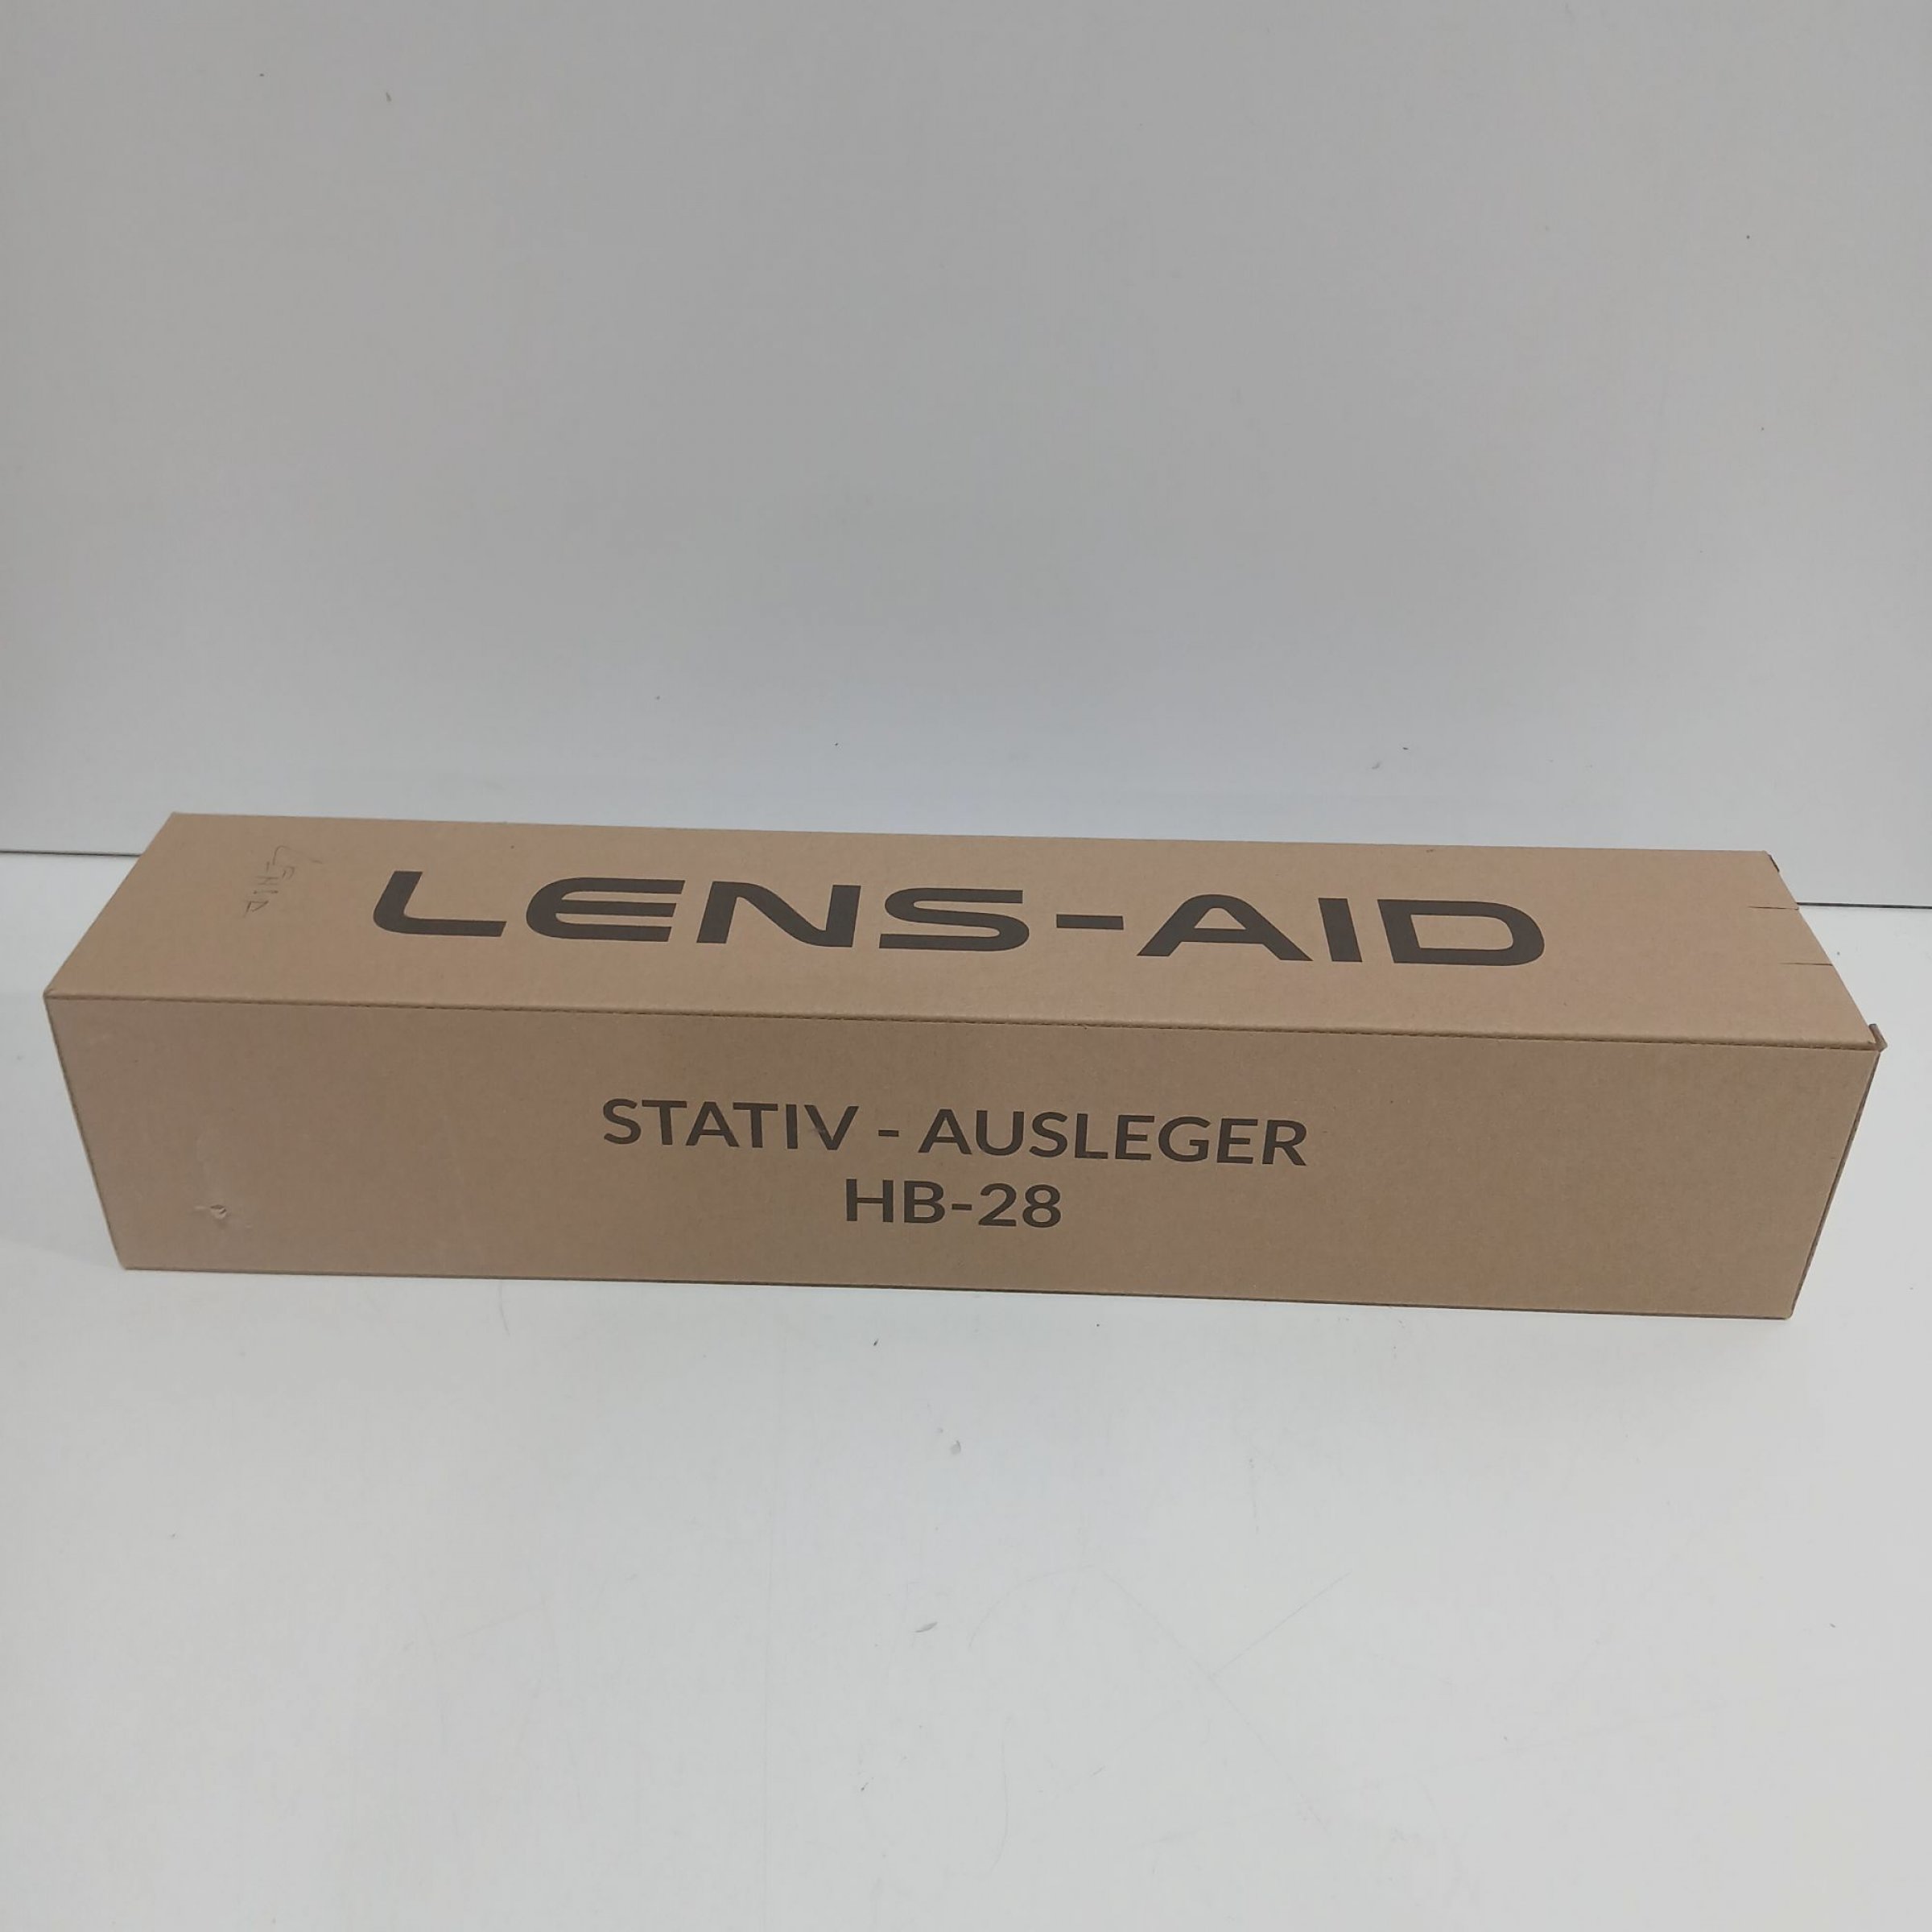 LENS-AID
STATIV - AUSLEGER
HB-28